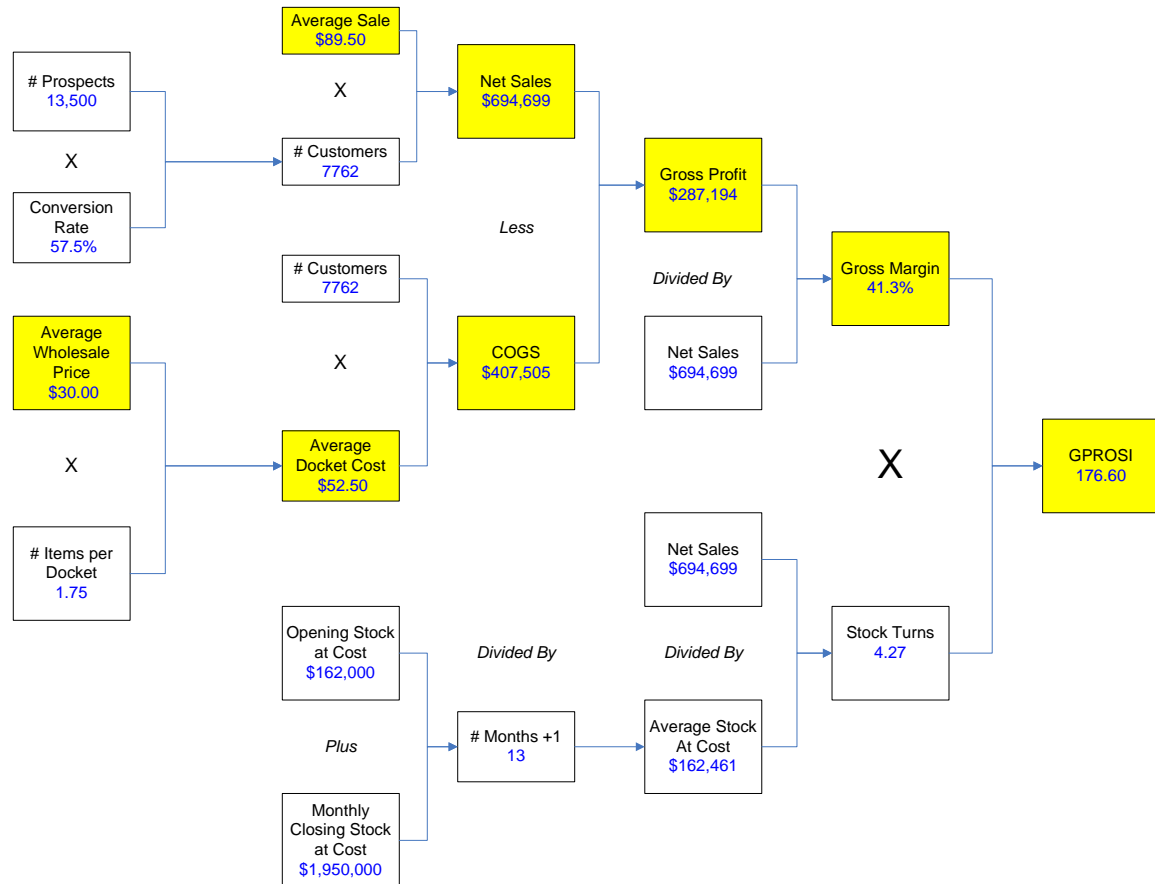 Average Sale
$89.50
# Prospects
13,500
X
Net Sales
$694,699
X
# Customers
7762
Conversion
Rate
57.5%
Gross Profit
$287,194
Less
# Customers
7762
Divided By
Gross Margin
41.3%
Average
Wholesale
Price
$30.00
X
COGS
$407,505
Net Sales
$694,699
X
Average
Docket Cost
$52.50
X
GPROSI
176.60
# Items per
Docket
1.75
Net Sales
$694,699
Opening Stock
at Cost
$162,000
Divided By
Divided By
Stock Turns
4.27
Plus
# Months +1
13
Average Stock
At Cost
$162,461
Monthly
Closing Stock
at Cost
$1,950,000